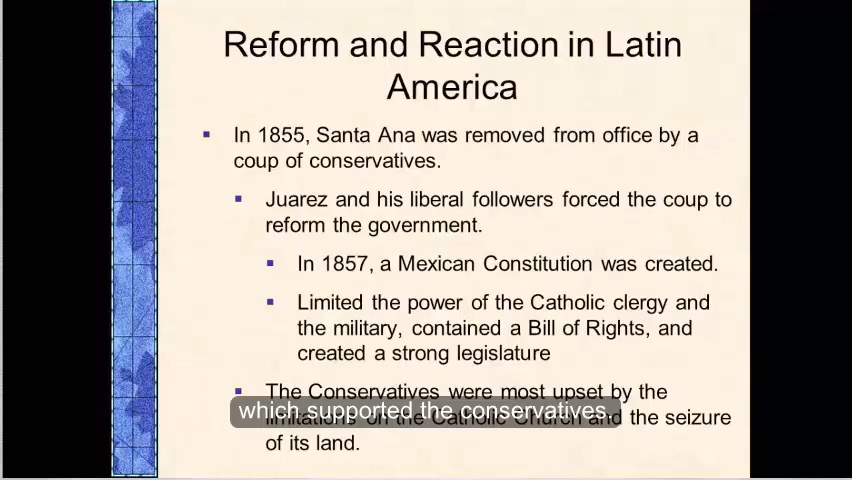 Reform and Reaction in Latin
America
▪ In 1855, Santa Ana was removed from office by a
coup of conservatives.
▪ Juarez and his liberal followers forced the coup to
reform the government.
▪ In 1857, a Mexican Constitution was created.
▪ Limited the power of the Catholic clergy and
the military, contained a Bill of Rights, and
created a strong legislature
▪ The Conservatives were most upset by the
limitations on the Catholic Church and the seizure
of its land.
which supported the conservatives.